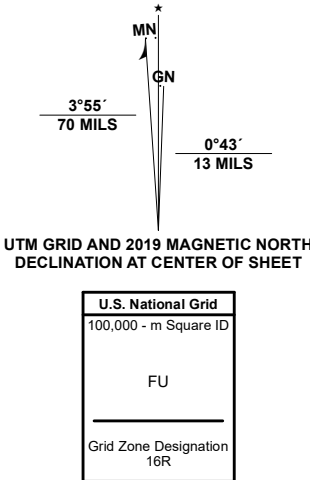 ★
MN
GN
3°55´
70 MILS
0°43´
13 MILS
UTM GRID AND 2019 MAGNETIC NORTH
DECLINATION AT CENTER OF SHEET
U.S. National Grid
100,000 - m Square ID
FU
Grid Zone Designation
16R